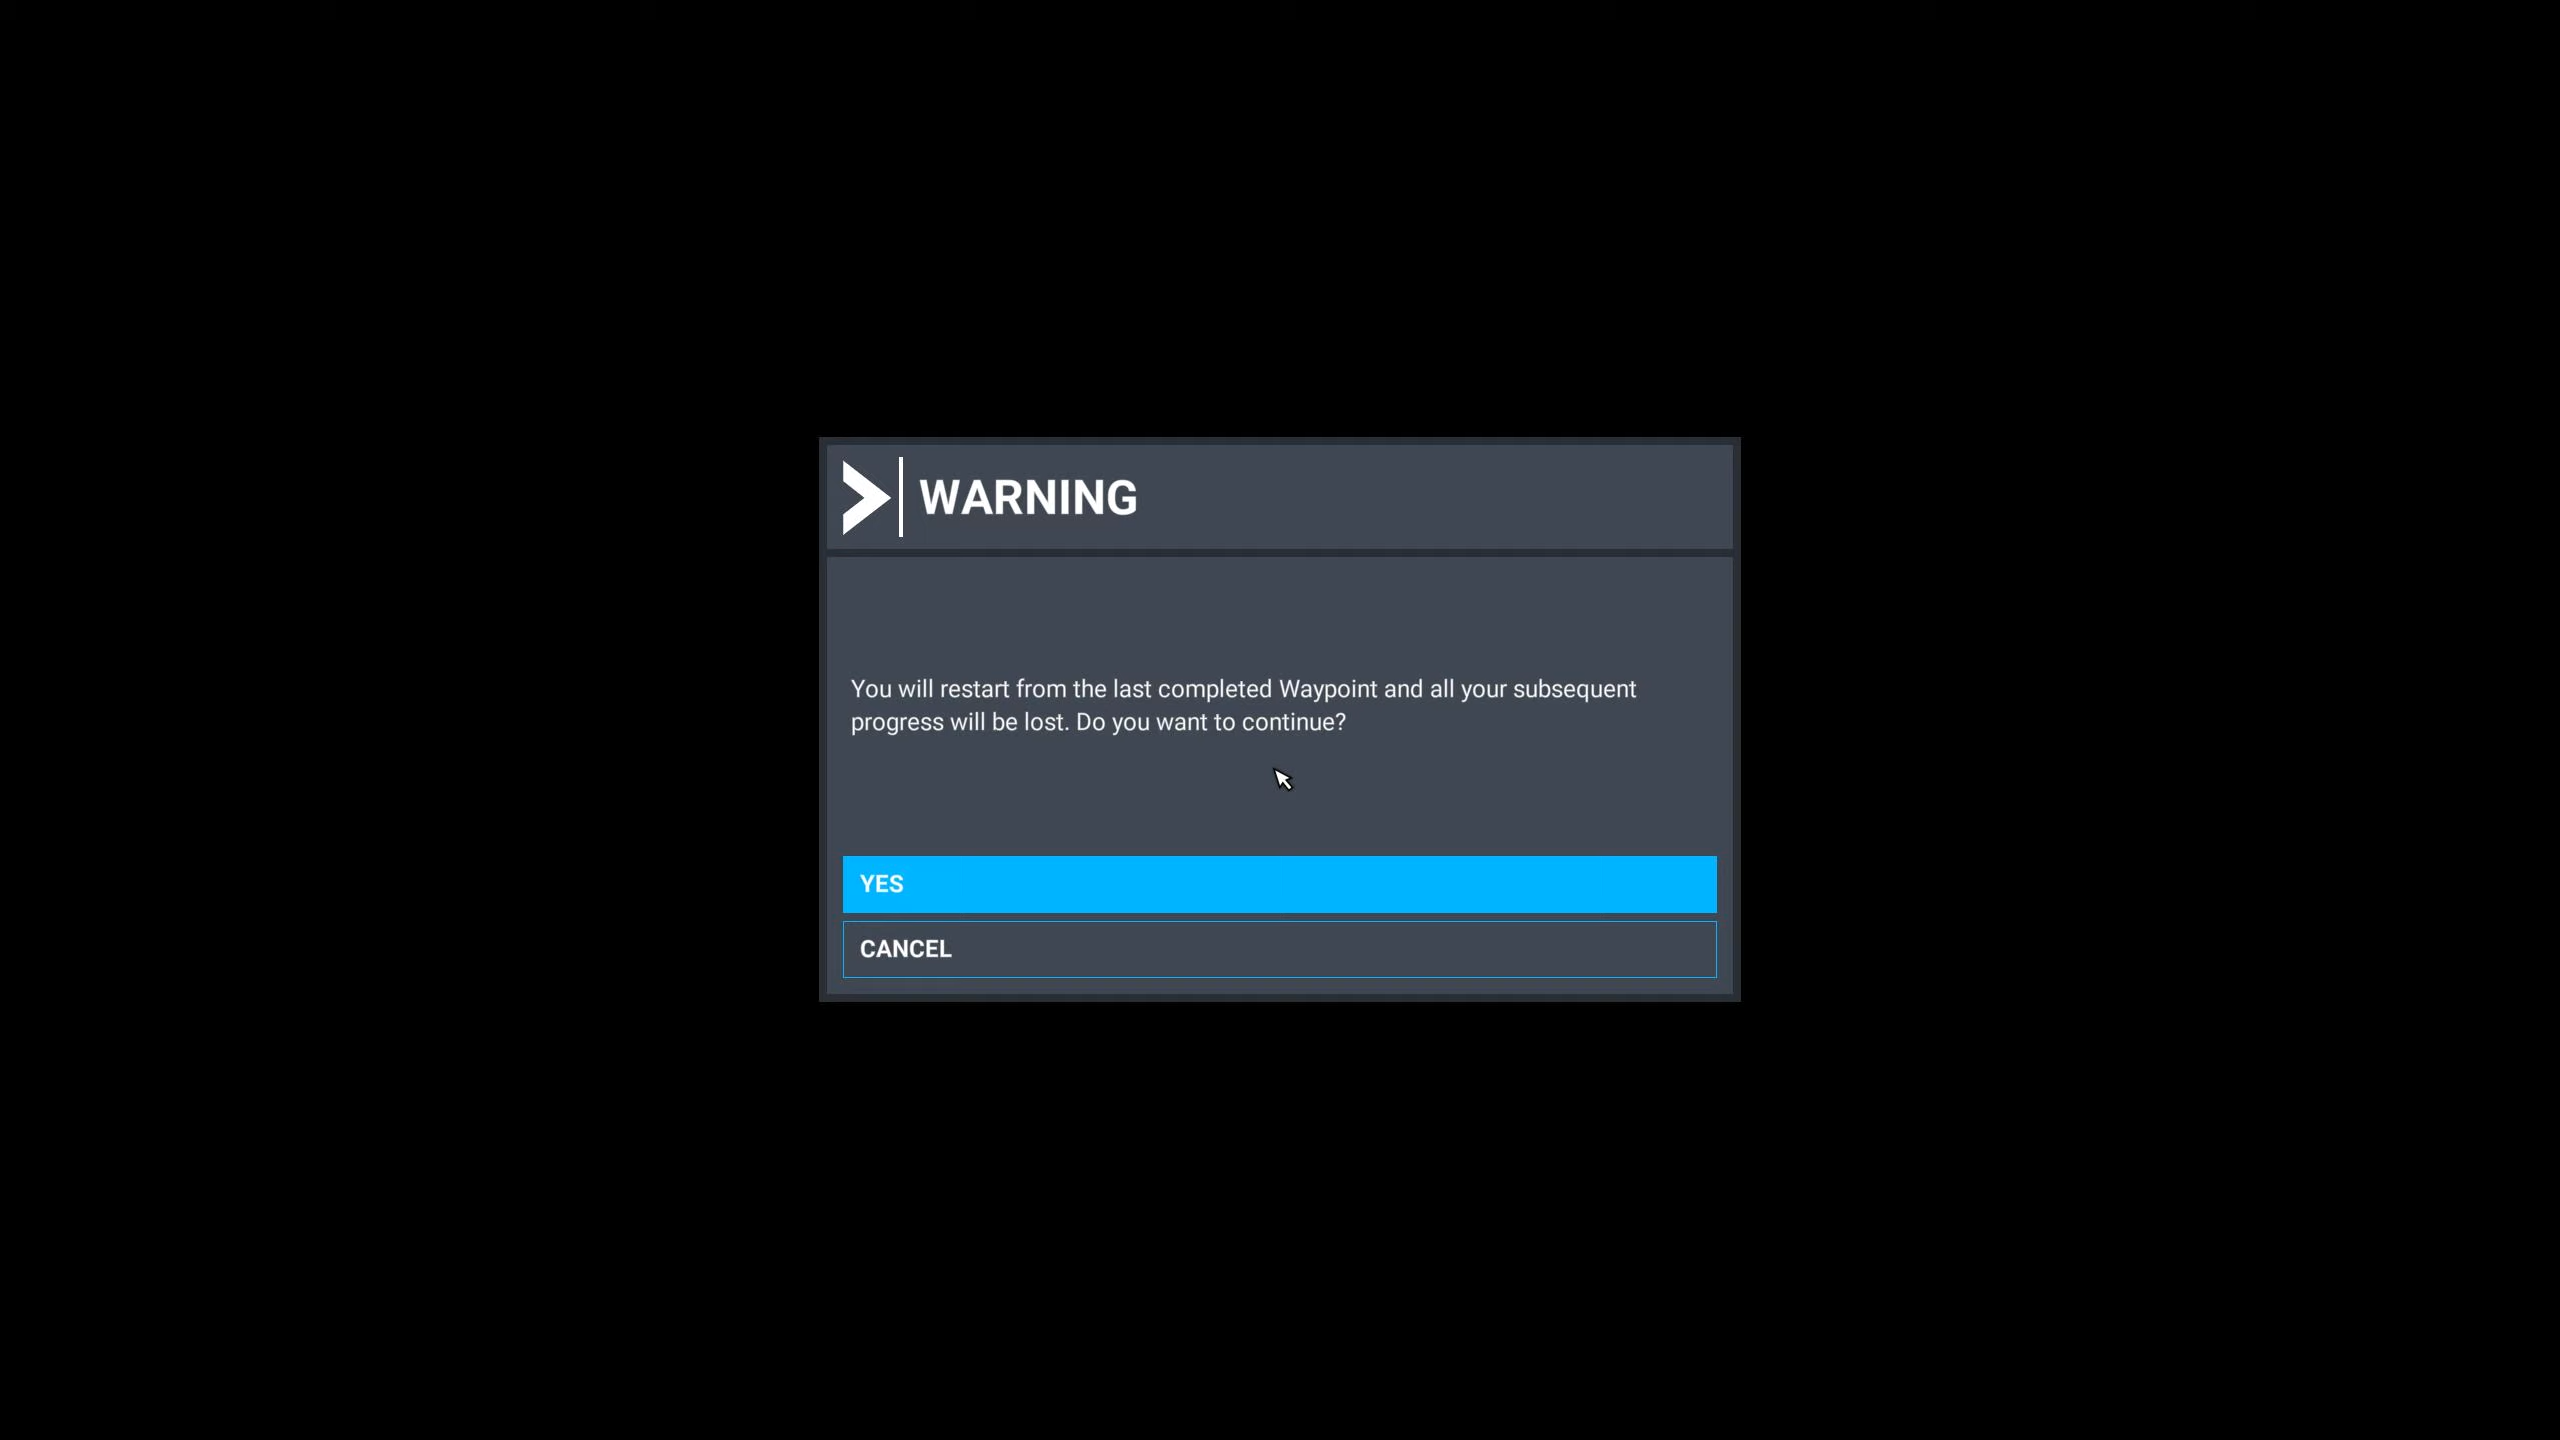 WARNING
You will restart from the last completed Waypoint and all your subsequent
progress will be lost. Do you want to continue?
YES
CANCEL